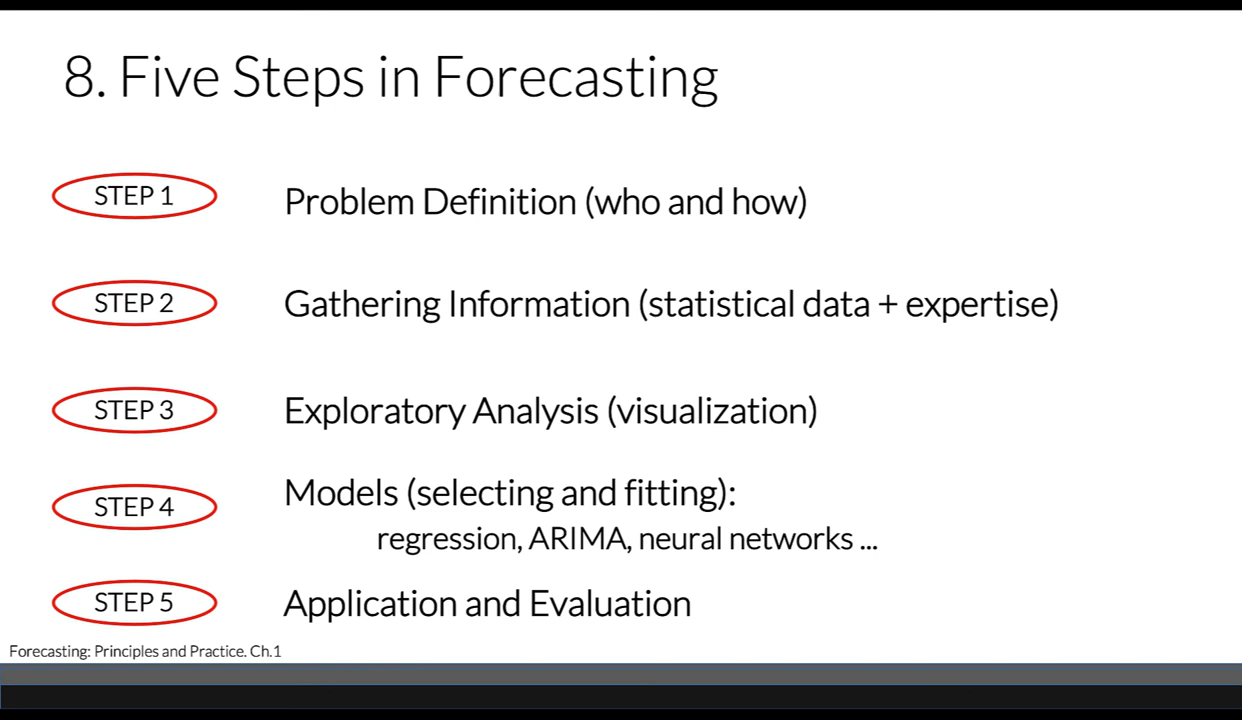 8. Five Steps in Forecasting
STEP 1
Problem Definition (who and how)
STEP 2
Gathering Information (statistical data + expertise)
STEP 3
Exploratory Analysis (visualization)
STEP 4
Models (selecting and fitting):
regression, ARIMA, neural networks ...
STEP 5
Application and Evaluation
Forecasting: Principles and Practice. Ch.1